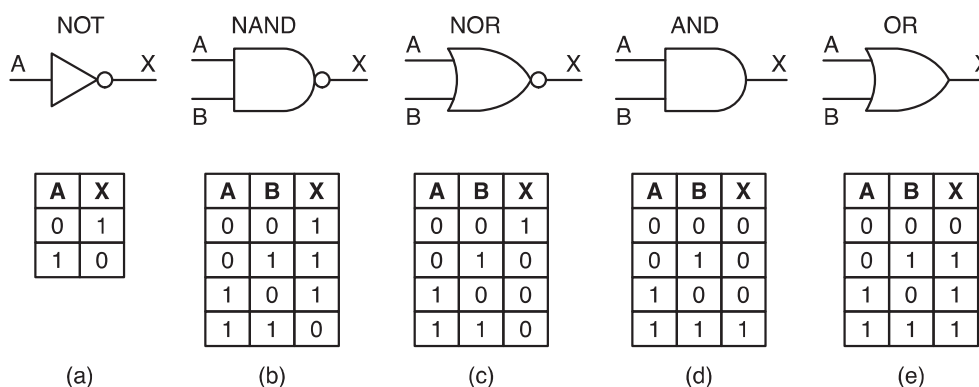 NOT NAND NOR AND OR
A X A X A X A X A X
B B B B
A X A B X A B X A B X A B X
0 1 0 0 1 0 0 1 0 0 0 0 0 0
1 0 0 1 1 0 1 0 0 1 0 0 1 1
1 0 1 1 0 0 1 0 0 1 0 1
1 1 0 1 1 0 1 1 1 1 1 1
(a) (b) (c) (d) (e)